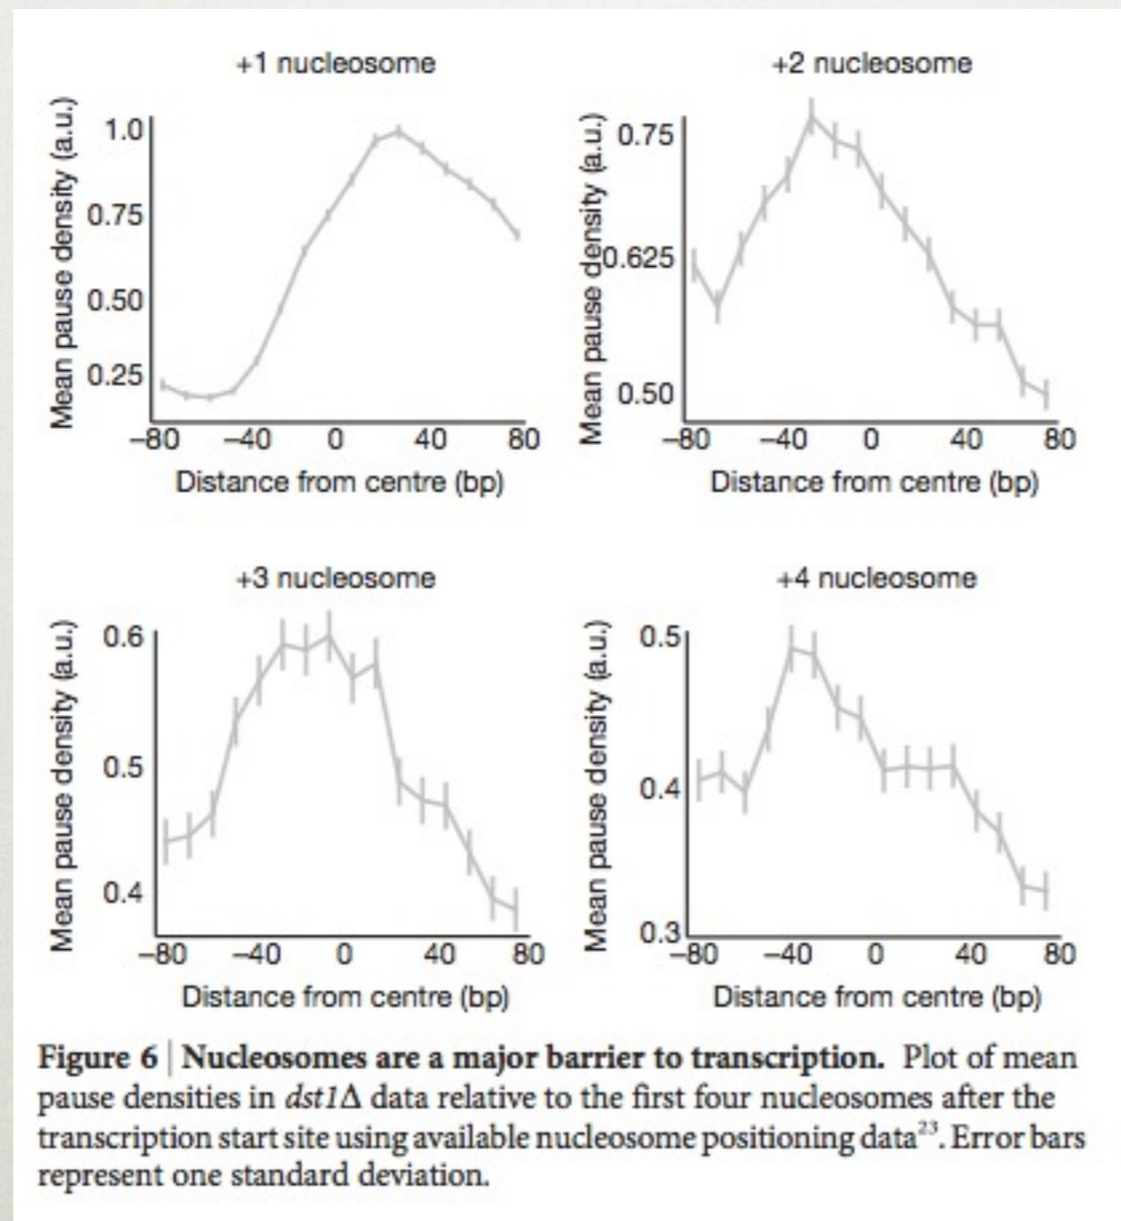 +1 nucleosome
Mean pause density (a.u.)
1.0
0.75
0.50
0.25
−80 −40 0 40 80
Distance from centre (bp)
+2 nucleosome
Mean pause density (a.u.)
0.75
0.625
0.50
−80 −40 0 40 80
Distance from centre (bp)
+3 nucleosome
Mean pause density (a.u.)
0.6
0.5
0.4
−80 −40 0 40 80
Distance from centre (bp)
+4 nucleosome
Mean pause density (a.u.)
0.5
0.4
0.3
−80 −40 0 40 80
Distance from centre (bp)
Figure 6 | Nucleosomes are a major barrier to transcription. Plot of mean
pause densities in dst1Δ data relative to the first four nucleosomes after the
transcription start site using available nucleosome positioning data²³. Error bars
represent one standard deviation.